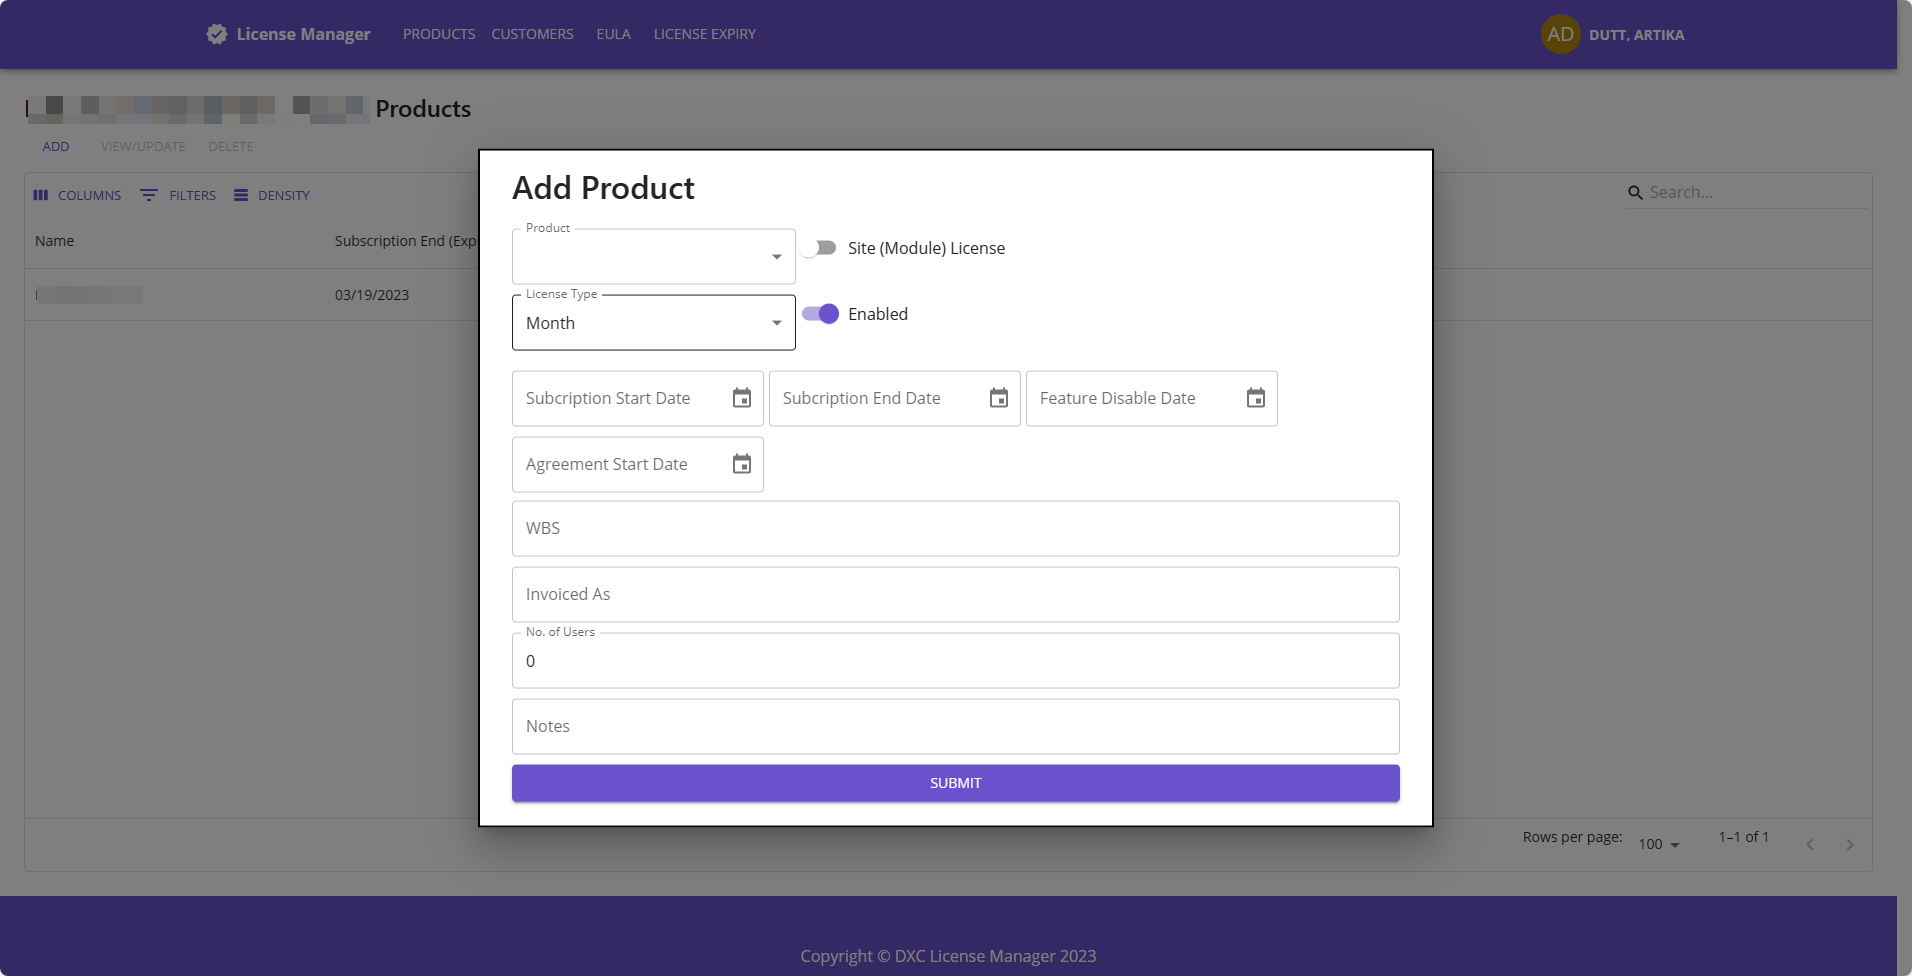 License Manager PRODUCTS CUSTOMERS EULA LICENSE EXPIRY AD DUTT, ARTIKA
Products
ADD VIEW/UPDATE DELETE
COLUMNS FILTERS DENSITY Search...
Name Subscription End (Exp
03/19/2023
Add Product
Product
Site (Module) License
License Type
Month
Enabled
Subcription Start Date Subcription End Date Feature Disable Date
Agreement Start Date
WBS
Invoiced As
No. of Users
0
Notes
SUBMIT
Rows per page: 100 1–1 of 1
Copyright © DXC License Manager 2023